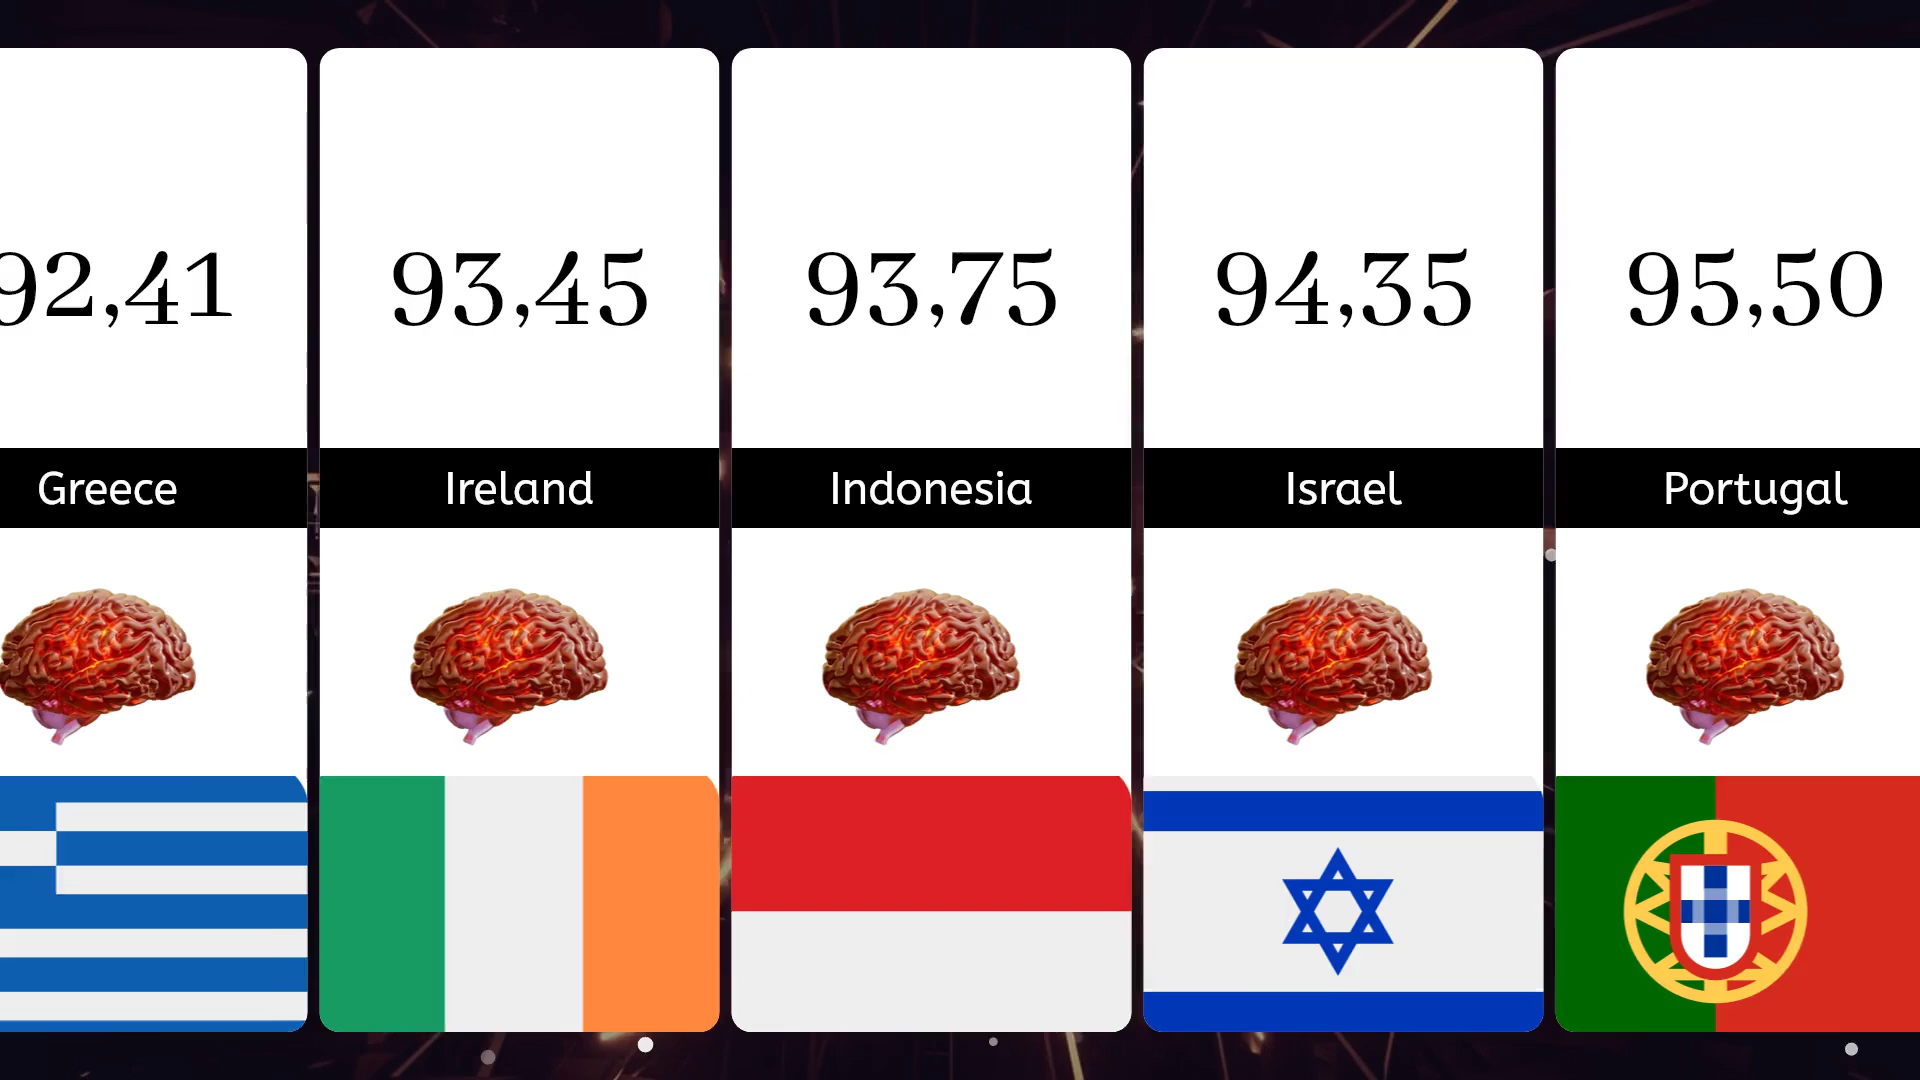 92,41
93,45
93,75
94,35
95,50
Greece
Ireland
Indonesia
Israel
Portugal